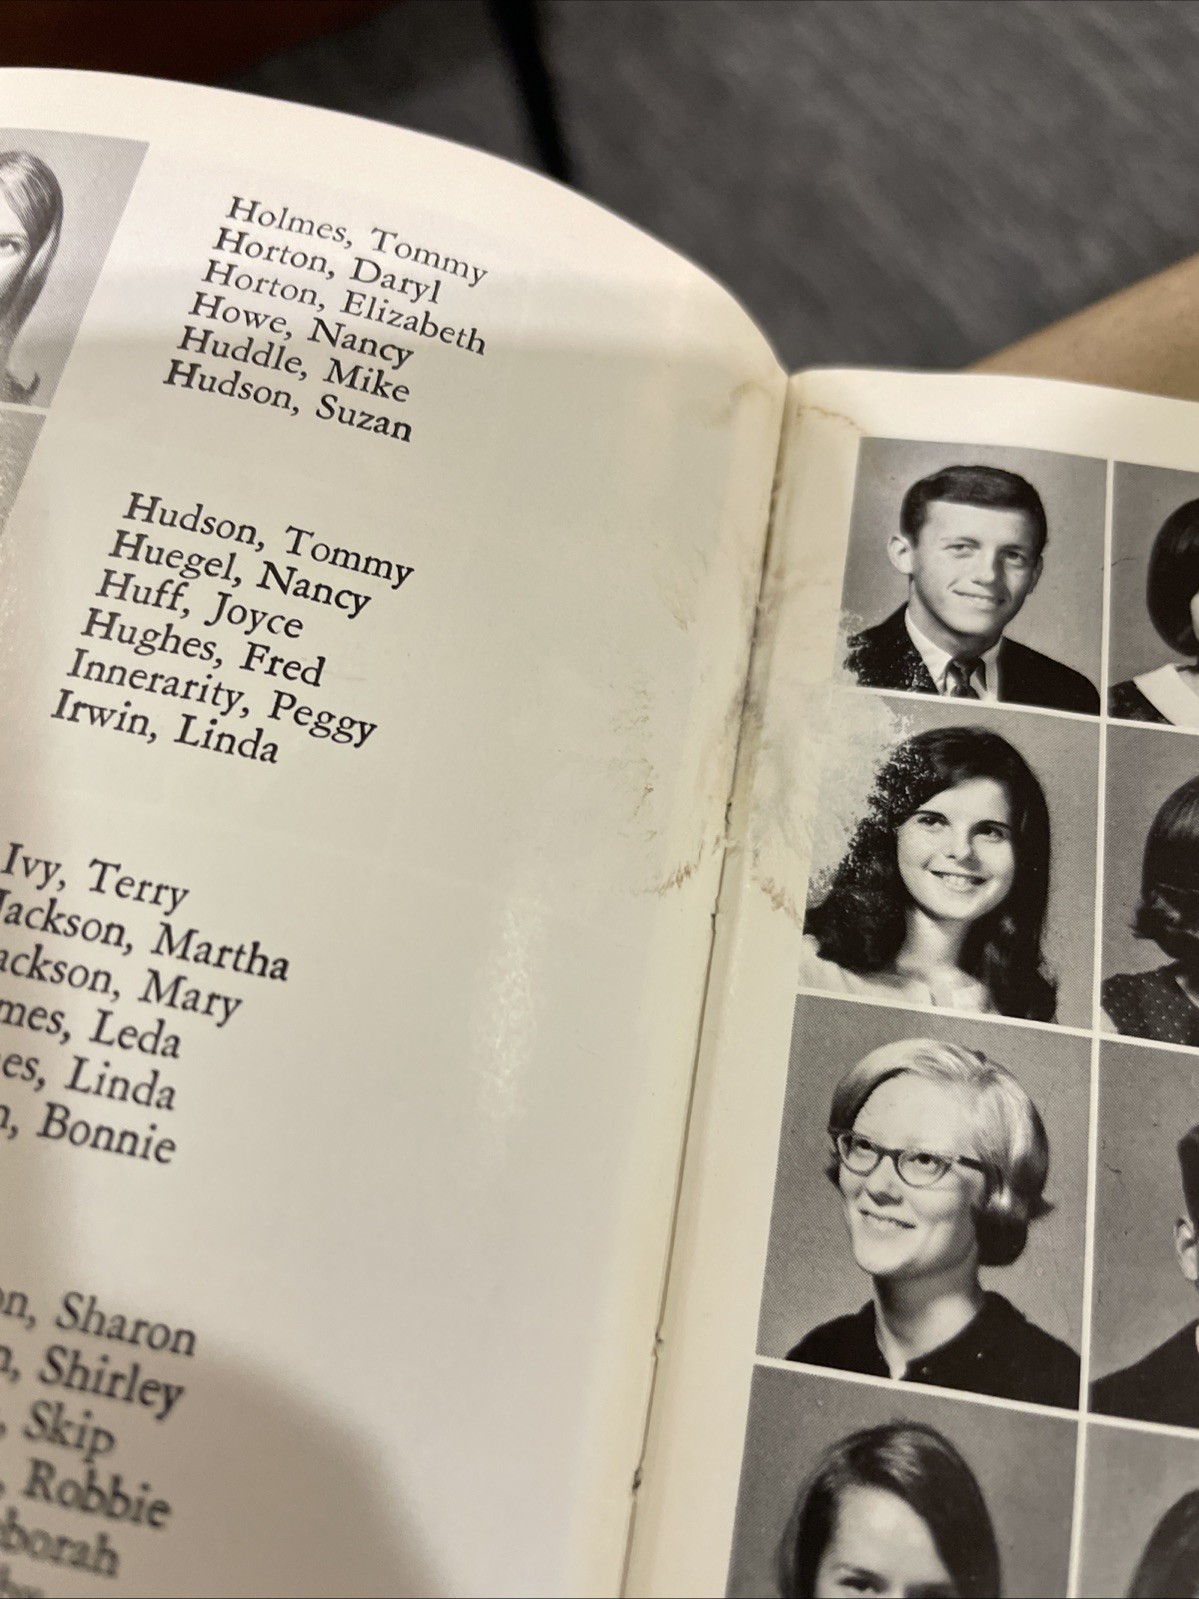 Holmes, Tommy
Horton, Daryl
Horton, Elizabeth
Howe, Nancy
Huddle, Mike
Hudson, Suzan
Hudson, Tommy
Huegel, Nancy
Huff, Joyce
Hughes, Fred
Innerarity, Peggy
Irwin, Linda
Ivy, Terry
Jackson, Martha
ackson, Mary
mes, Leda
es, Linda
n, Bonnie
on, Sharon
n, Shirley
, Skip
, Robbie
eborah